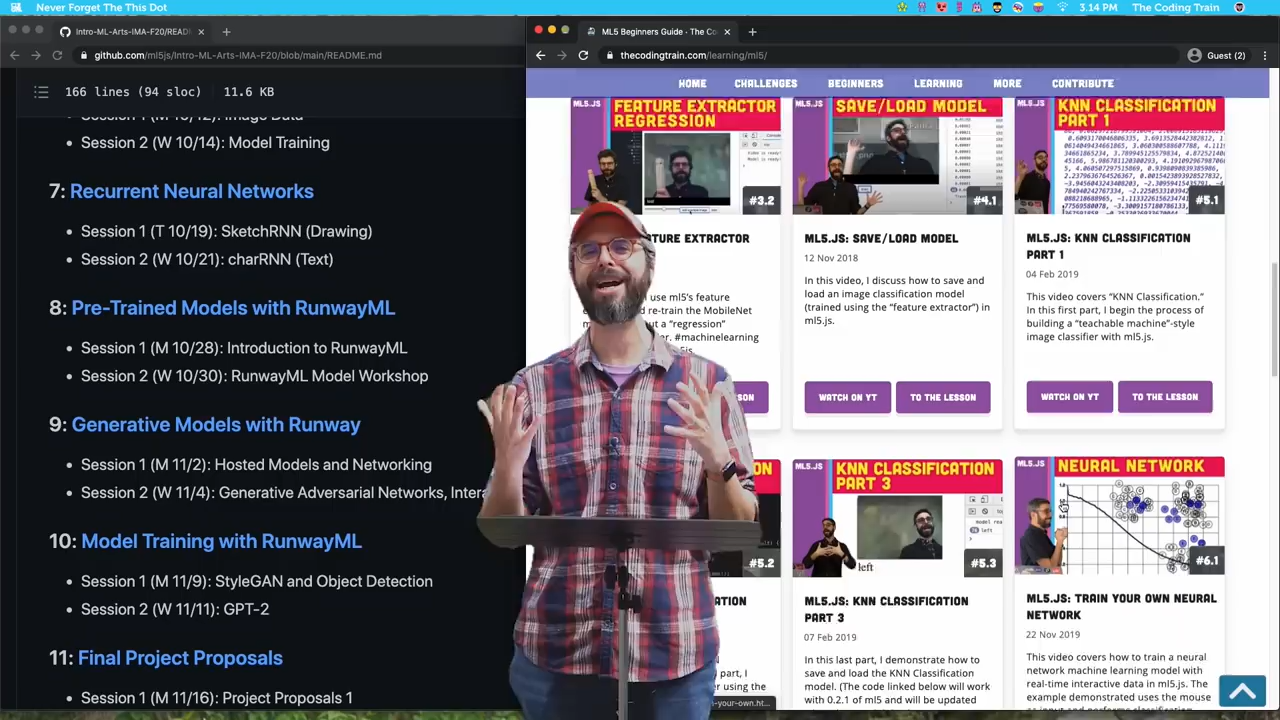 Never Forget The This Dot
3.14 PM The Coding Train
Intro-ML-Arts-IMA-F20/READ
github.com/ml5js/Intro-ML-Arts-IMA-F20/blob/main/README.md
166 lines (94 sloc) 11.6 KB
Session 2 (W 10/14): Model Training
7: Recurrent Neural Networks
Session 1 (T 10/19): SketchRNN (Drawing)
Session 2 (W 10/21): charRNN (Text)
8: Pre-Trained Models with RunwayML
Session 1 (M 10/28): Introduction to RunwayML
Session 2 (W 10/30): RunwayML Model Workshop
9: Generative Models with Runway
Session 1 (M 11/2): Hosted Models and Networking
Session 2 (W 11/4): Generative Adversarial Networks, Intera
10: Model Training with RunwayML
Session 1 (M 11/9): StyleGAN and Object Detection
Session 2 (W 11/11): GPT-2
11: Final Project Proposals
Session 1 (M 11/16): Project Proposals 1
ML5 Beginners Guide · The Co
thecodingtrain.com/learning/ml5/
Guest (2)
HOME CHALLENGES BEGINNERS LEARNING MORE CONTRIBUTE
ML5.JS
FEATURE EXTRACTOR
REGRESSION
#3.2
EXTRACTOR
use ml5's feature
re-train the MobileNet
out a "regression"
#machinelearning
ML5.JS
SAVE/LOAD MODEL
#4.1
ML5.JS: SAVE/LOAD MODEL
12 Nov 2018
In this video, I discuss how to save and
load an image classification model
(trained using the "feature extractor") in
ml5.js.
WATCH ON YT
TO THE LESSON
ML5.JS
KNN CLASSIFICATION
PART 1
#5.1
ML5.JS: KNN CLASSIFICATION
PART 1
04 Feb 2019
This video covers "KNN Classification."
In this first part, I begin the process of
building a "teachable machine"-style
image classifier with ml5.js.
WATCH ON YT
TO THE LESSON
#5.2
part, I
using the
ML5.JS
KNN CLASSIFICATION
PART 3
left
#5.3
ML5.JS: KNN CLASSIFICATION
PART 3
07 Feb 2019
In this last part, I demonstrate how to
save and load the KNN Classification
model. (The code linked below will work
with 0.2.1 of ml5 and will be updated
ML5.JS
NEURAL NETWORK
#6.1
ML5.JS: TRAIN YOUR OWN NEURAL
NETWORK
22 Nov 2019
This video covers how to train a neural
network machine learning model with
real-time interactive data in ml5.js. The
example demonstrated uses the mouse